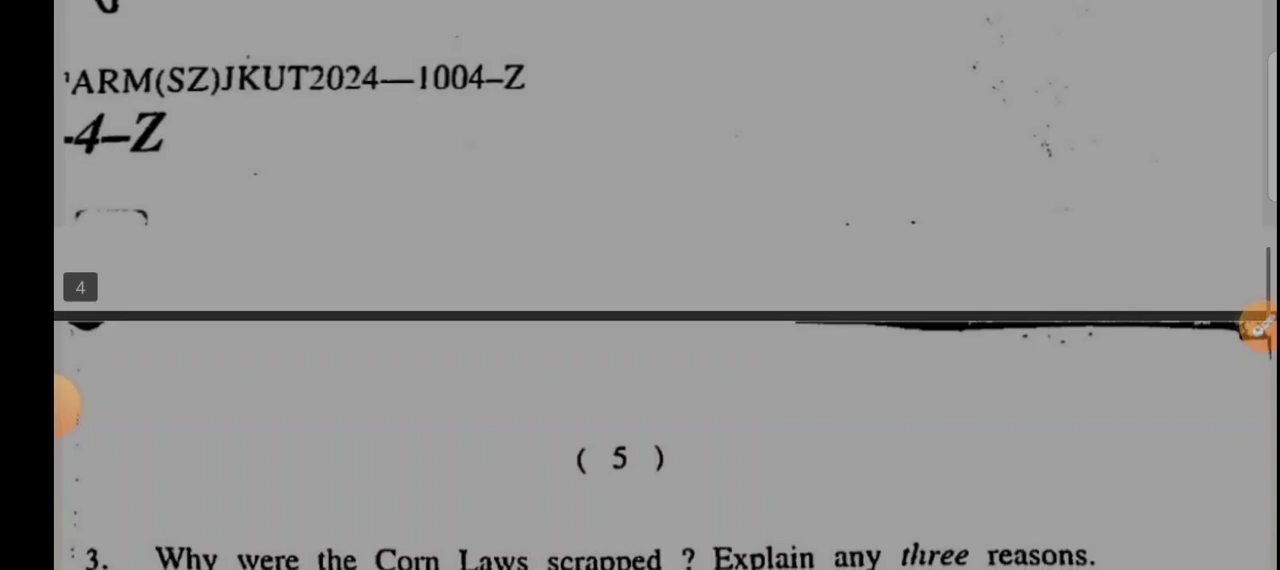 ARM(SZ)JKUT2024—1004–Z
-4–Z
4
( 5 )
3. Why were the Corn Laws scrapped ? Explain any three reasons.